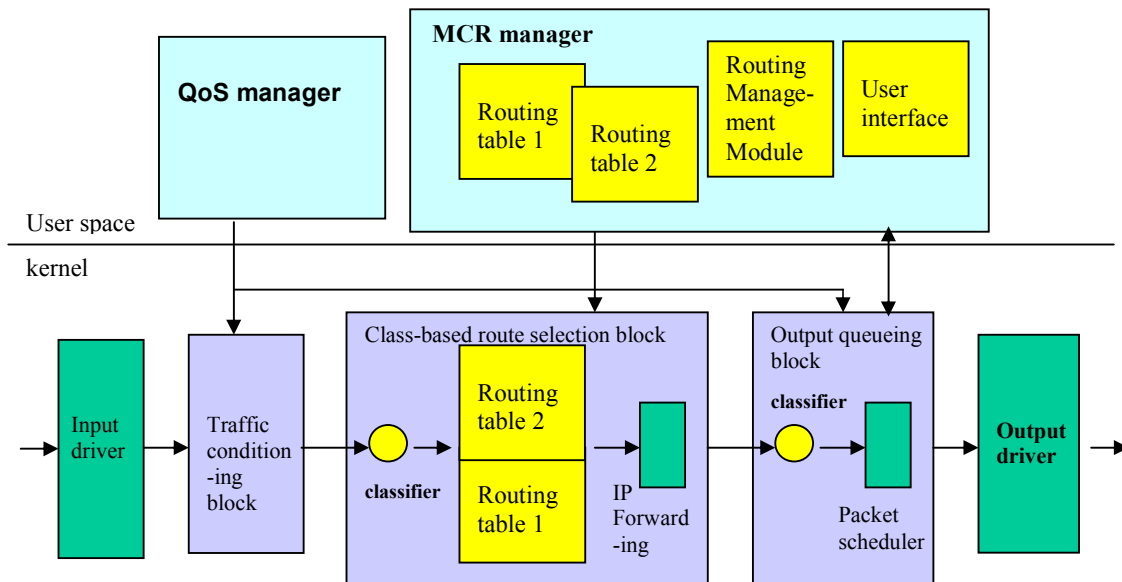 MCR manager
QoS manager
Routing
table 1
Routing
table 2
Routing
Manage-
ment
Module
User
interface
User space
kernel
Input
driver
Traffic
condition
-ing
block
Class-based route selection block
classifier
Routing
table 2
Routing
table 1
IP
Forward
-ing
Output queueing
block
classifier
Packet
scheduler
Output
driver